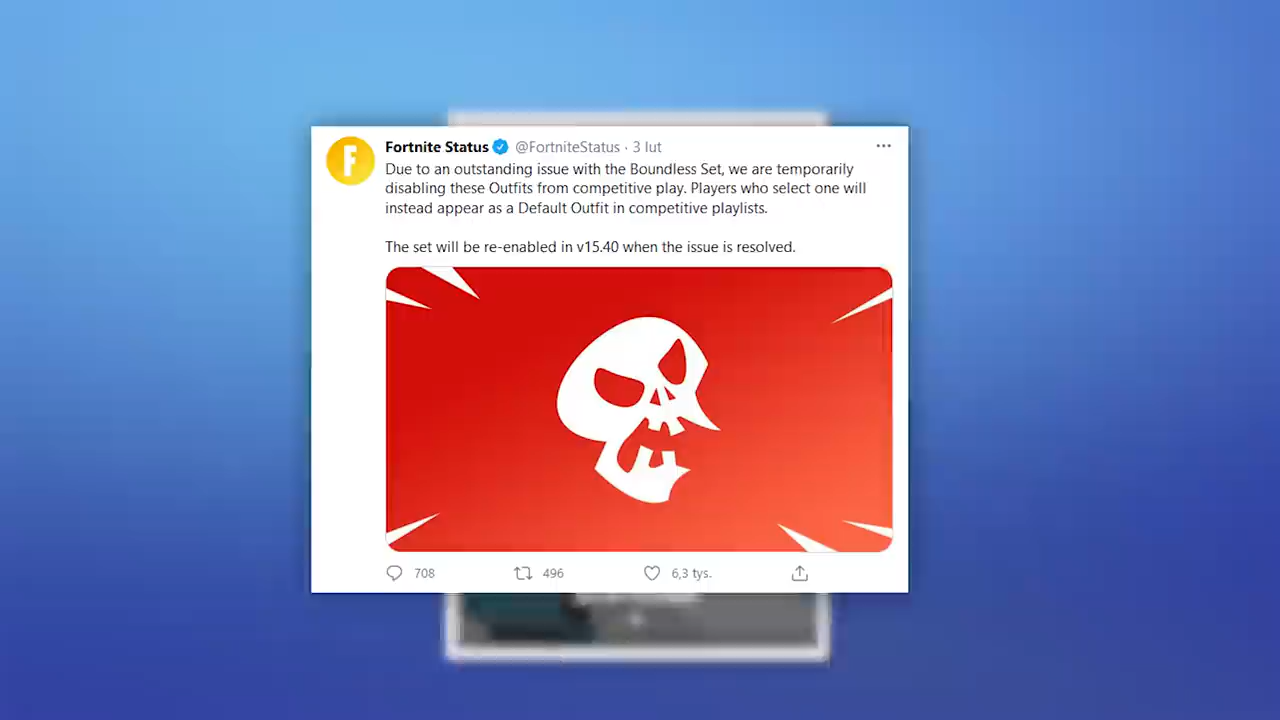 Fortnite Status @FortniteStatus · 3 lut
Due to an outstanding issue with the Boundless Set, we are temporarily
disabling these Outfits from competitive play. Players who select one will
instead appear as a Default Outfit in competitive playlists.
The set will be re-enabled in v15.40 when the issue is resolved.
708 496 6,3 tys.